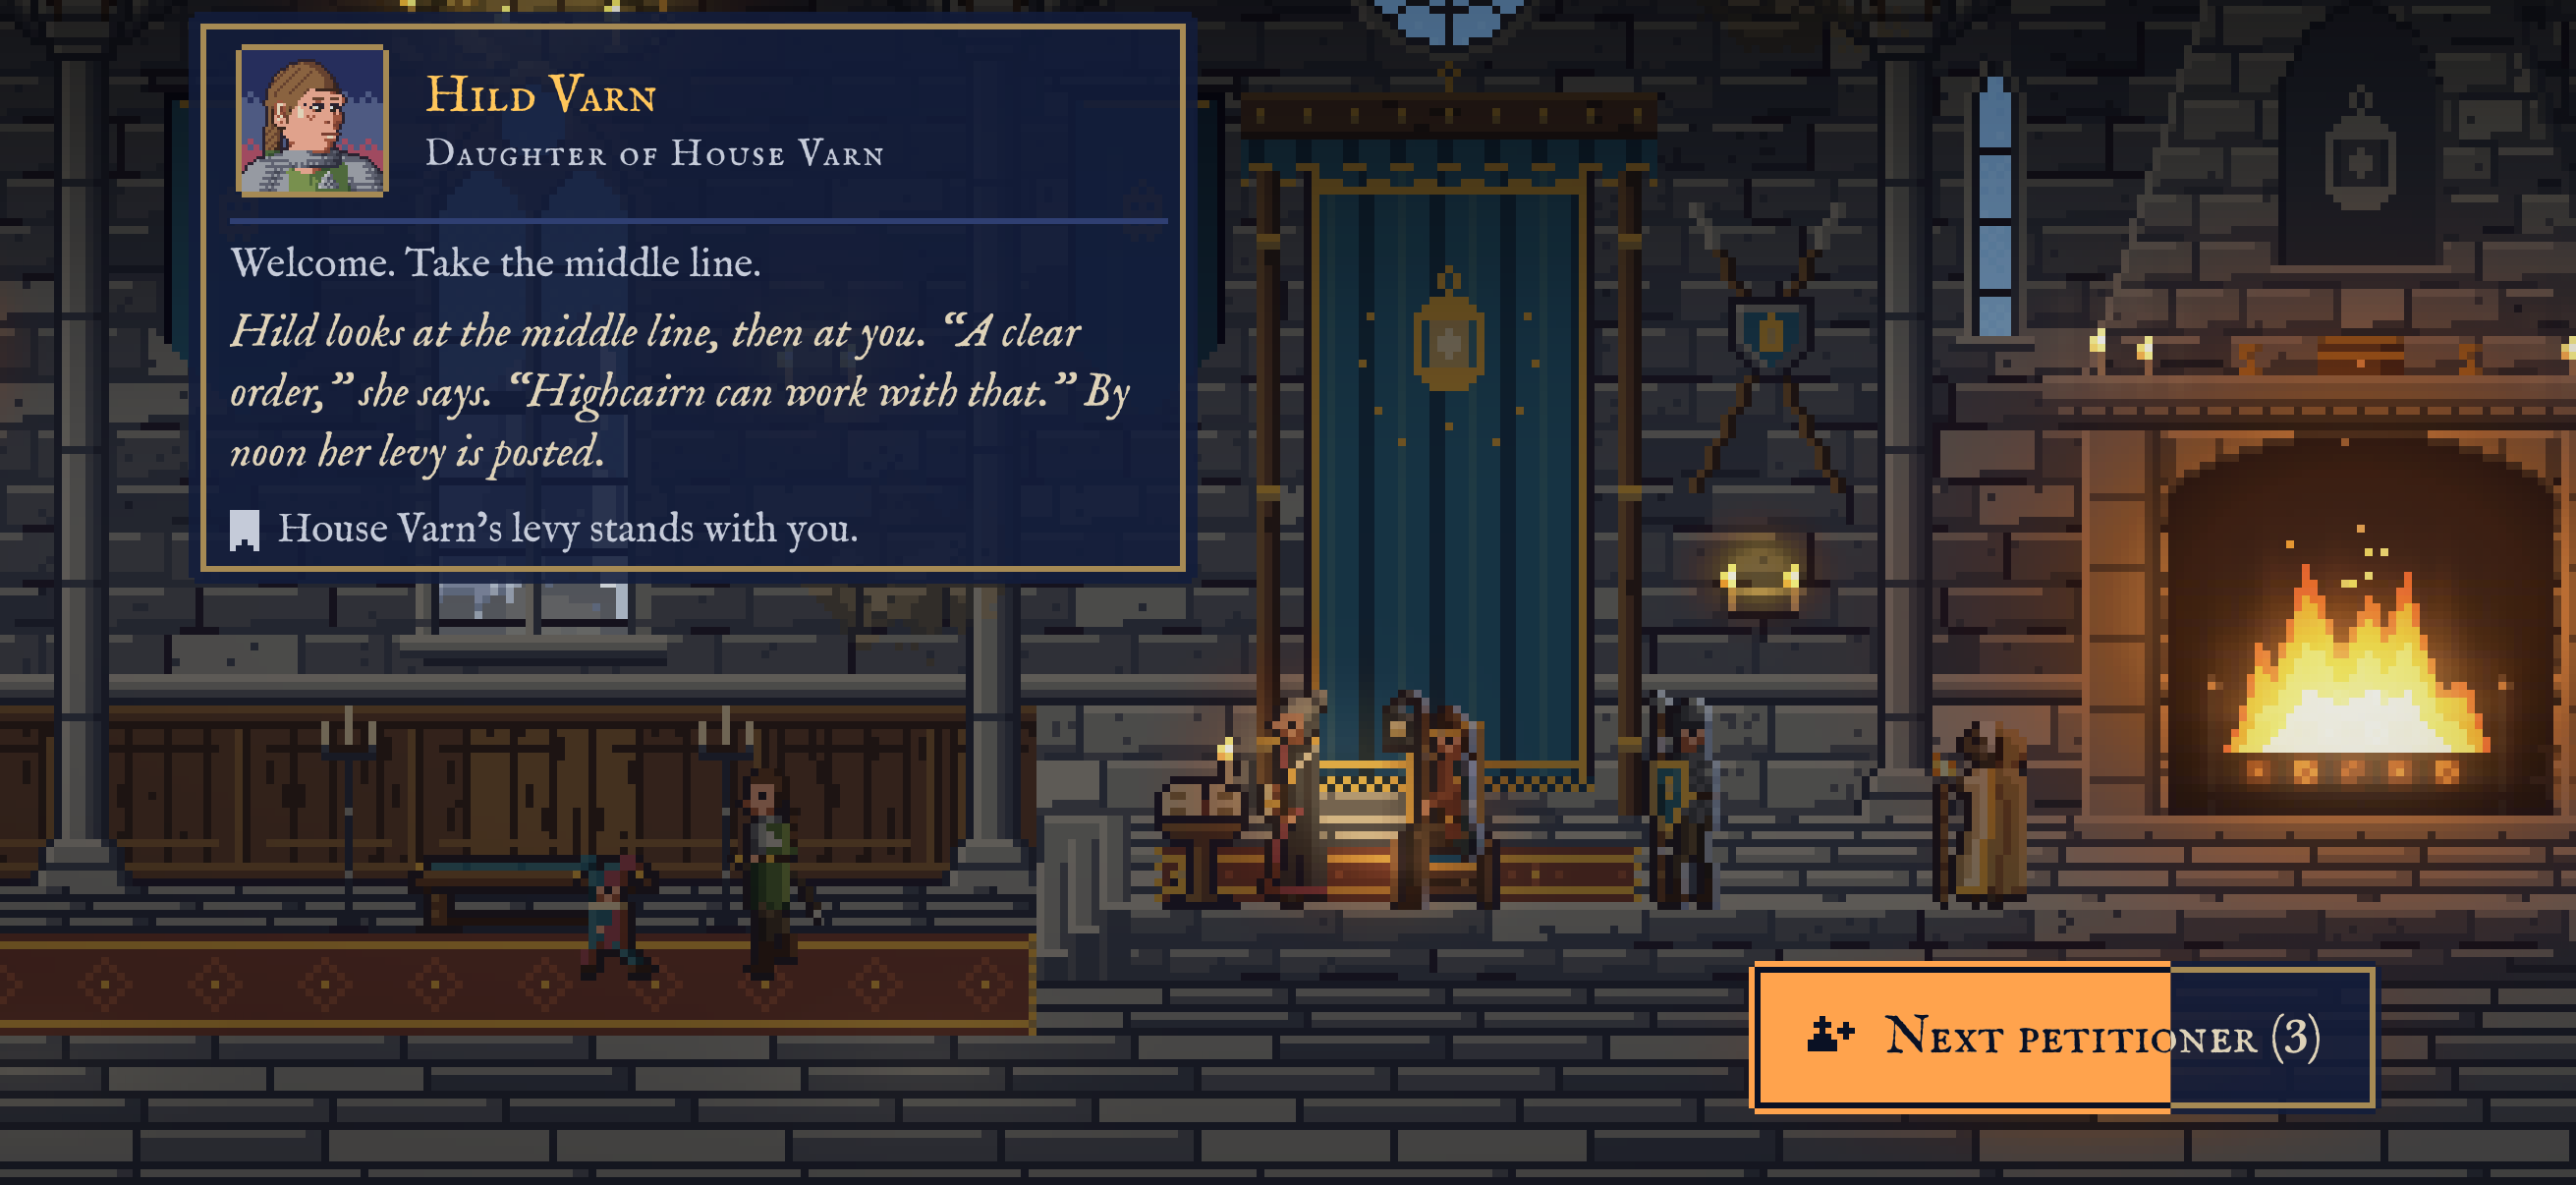 Hild Varn
Daughter of House Varn
Welcome. Take the middle line.
Hild looks at the middle line, then at you. “A clear
order,” she says. “Highcairn can work with that.” By
noon her levy is posted.
House Varn’s levy stands with you.
Next petitioner (3)